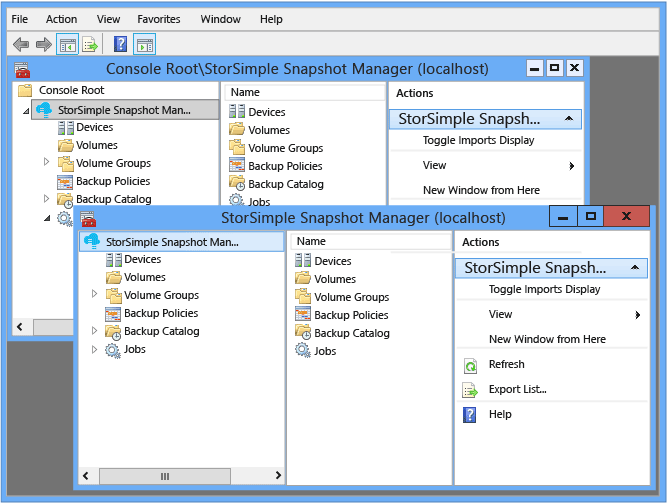 File Action View Favorites Window Help
Console Root\StorSimple Snapshot Manager (localhost)
Console Root
StorSimple Snapshot Man...
Devices
Volumes
Volume Groups
Backup Policies
Backup Catalog
Name
Devices
Volumes
Volume Groups
Backup Policies
Backup Catalog
Jobs
Actions
StorSimple Snapsh...
Toggle Imports Display
View
New Window from Here
StorSimple Snapshot Manager (localhost)
StorSimple Snapshot Man...
Devices
Volumes
Volume Groups
Backup Policies
Backup Catalog
Jobs
Name
Devices
Volumes
Volume Groups
Backup Policies
Backup Catalog
Jobs
Actions
StorSimple Snapsh...
Toggle Imports Display
View
New Window from Here
Refresh
Export List...
Help